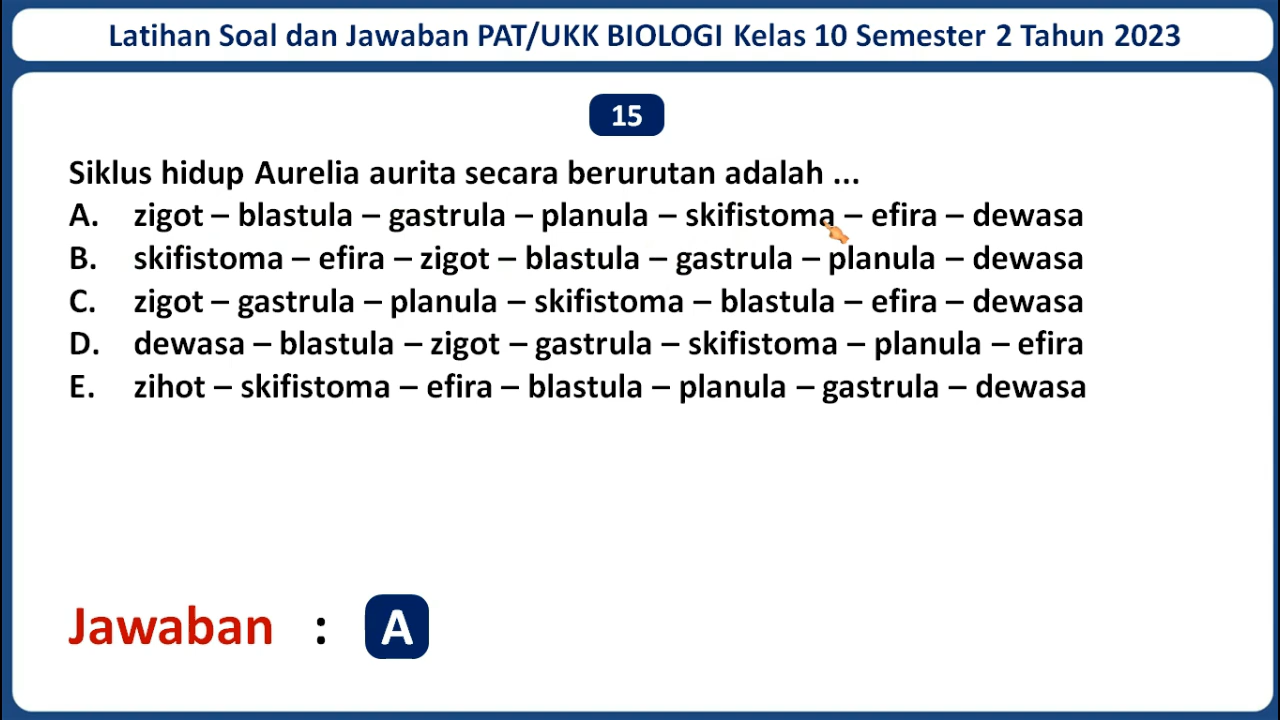 Latihan Soal dan Jawaban PAT/UKK BIOLOGI Kelas 10 Semester 2 Tahun 2023
15
Siklus hidup Aurelia aurita secara berurutan adalah ...
A. zigot – blastula – gastrula – planula – skifistoma – efira – dewasa
B. skifistoma – efira – zigot – blastula – gastrula – planula – dewasa
C. zigot – gastrula – planula – skifistoma – blastula – efira – dewasa
D. dewasa – blastula – zigot – gastrula – skifistoma – planula – efira
E. zihot – skifistoma – efira – blastula – planula – gastrula – dewasa
Jawaban : A